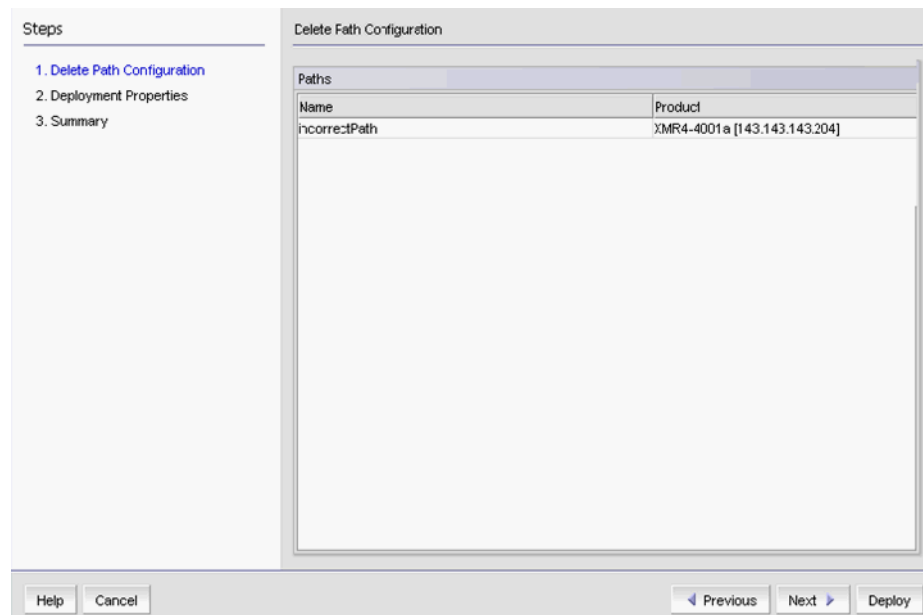 Steps
1. Delete Path Configuration
2. Deployment Properties
3. Summary
Delete Path Configuration
Paths
Name Product
incorrectPath XMR4-4001a [143.143.143.204]
Help Cancel Previous Next Deploy